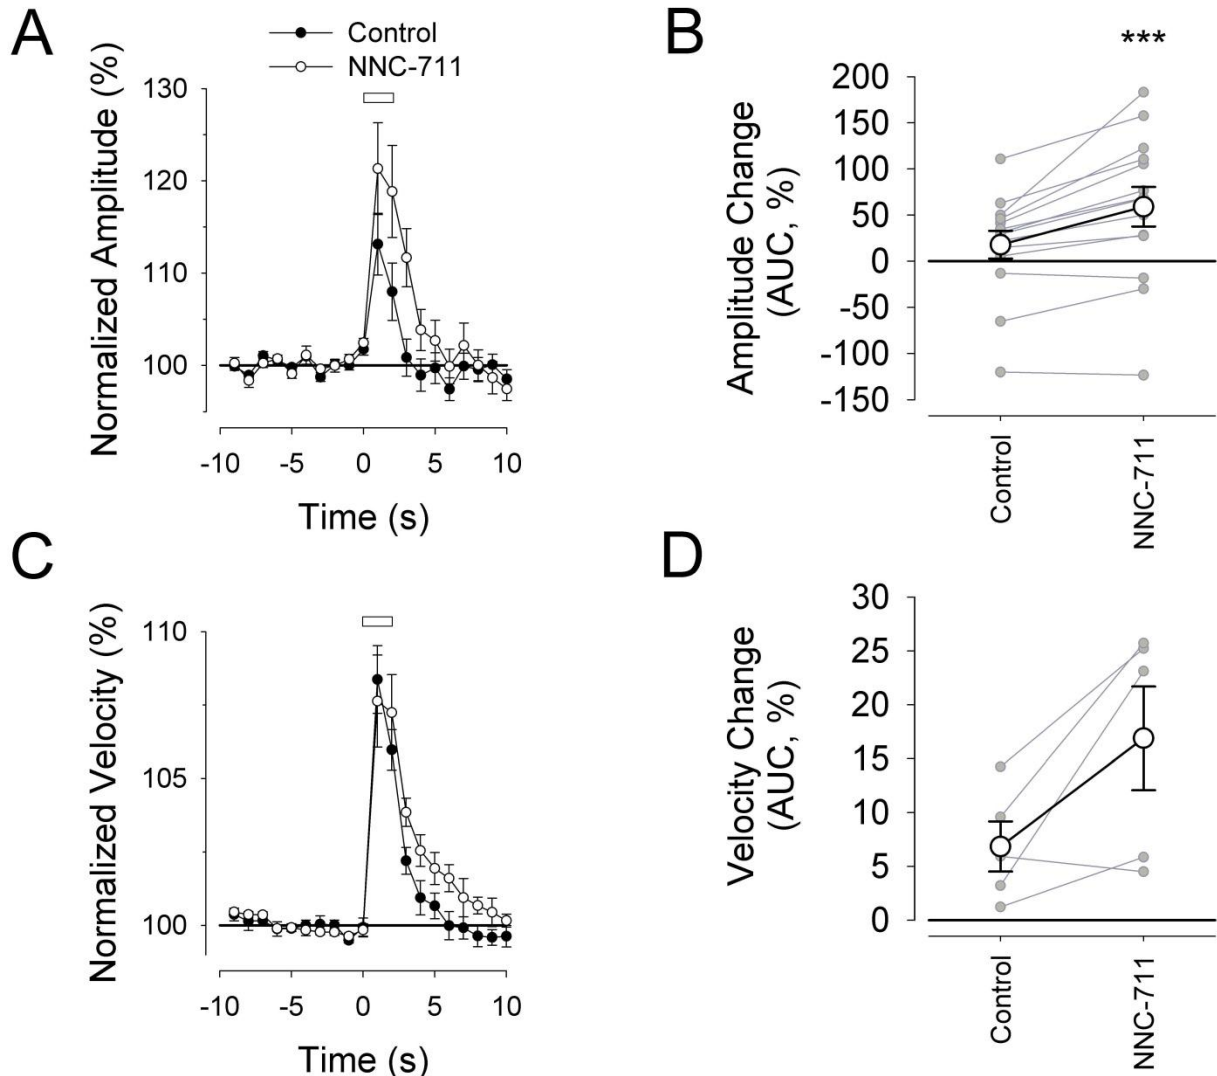 A
Control
NNC-711
Normalized Amplitude (%)
130
120
110
100
-10 -5 0 5 10
Time (s)
B
***
Amplitude Change
(AUC, %)
200
150
100
50
0
-50
-100
-150
Control
NNC-711
C
Normalized Velocity (%)
110
105
100
-10 -5 0 5 10
Time (s)
D
Velocity Change
(AUC, %)
30
25
20
15
10
5
0
Control
NNC-711